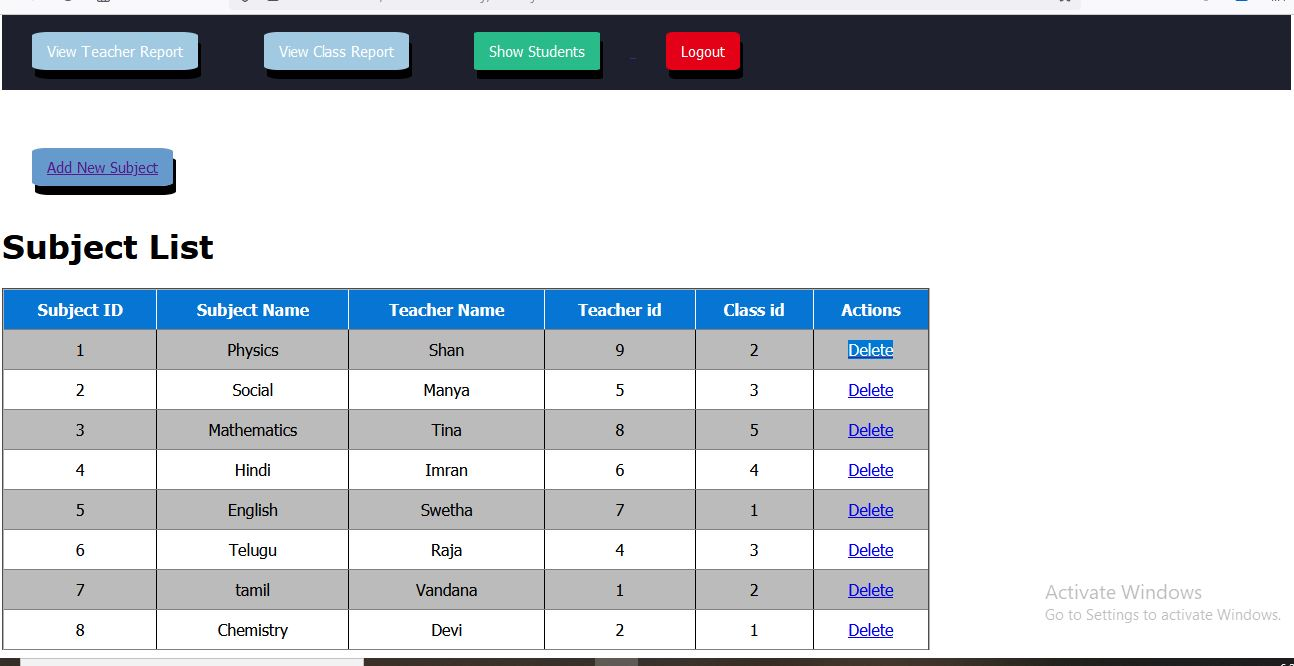 View Teacher Report View Class Report Show Students Logout
Add New Subject
Subject List
Subject ID Subject Name Teacher Name Teacher id Class id Actions
1 Physics Shan 9 2 Delete
2 Social Manya 5 3 Delete
3 Mathematics Tina 8 5 Delete
4 Hindi Imran 6 4 Delete
5 English Swetha 7 1 Delete
6 Telugu Raja 4 3 Delete
7 tamil Vandana 1 2 Delete
8 Chemistry Devi 2 1 Delete
Activate Windows
Go to Settings to activate Windows.